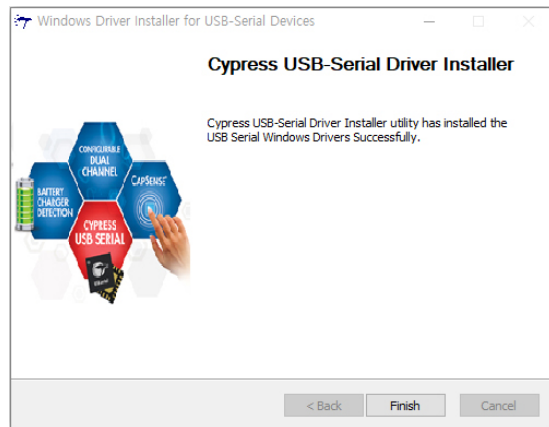 Windows Driver Installer for USB-Serial Devices
Cypress USB-Serial Driver Installer
Cypress USB-Serial Driver Installer utility has installed the
USB Serial Windows Drivers Successfully.
CONFIGURABLE
DUAL
CHANNEL
CAPSENSE
BATTERY
CHARGER
DETECTION
CYPRESS
USB SERIAL
< Back
Finish
Cancel